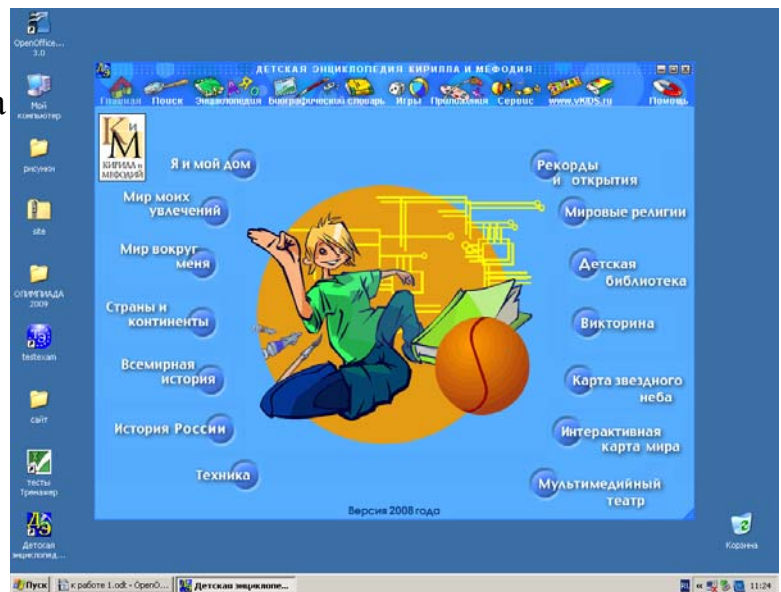 а
OpenOffice...
3.0
Мой
компьютер
рисунки
site
ОЛИМПИАДА
2009
testexam
сайт
тесты
Тренажер
Детская
энциклопед...
ДЕТСКАЯ ЭНЦИКЛОПЕДИЯ КИРИЛЛА И МЕФОДИЯ
Главная Поиск Энциклопедия Биографический словарь Игры Приложения Сервис www.vKIDS.ru Помощь
К и М
КИРИЛЛ и
МЕФОДИЙ
Я и мой дом
Мир моих
увлечений
Мир вокруг
меня
Страны и
континенты
Всемирная
история
История России
Техника
Рекорды
и открытия
Мировые религии
Детская
библиотека
Викторина
Карта звездного
неба
Интерактивная
карта мира
Мультимедийный
театр
Версия 2008 года
Корзина
Пуск
к работе 1.odt - OpenO...
Детская энциклопе...
RU
«
11:24